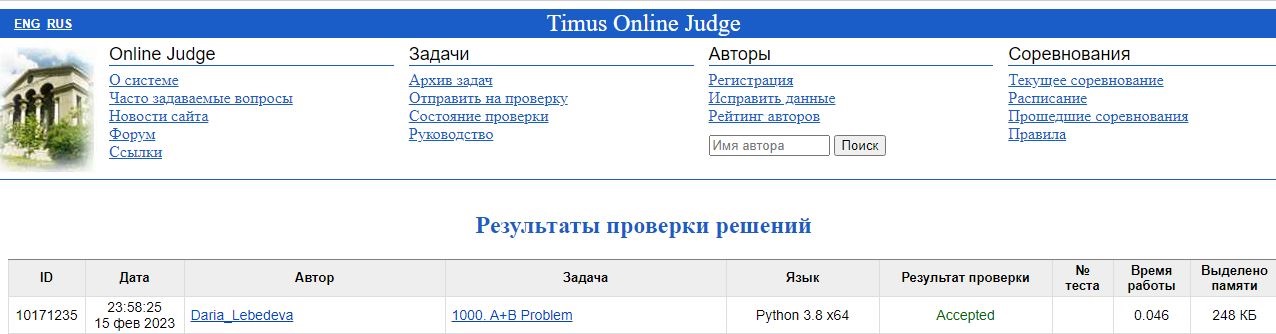 ENG RUS
Timus Online Judge
Online Judge
О системе
Часто задаваемые вопросы
Новости сайта
Форум
Ссылки
Задачи
Архив задач
Отправить на проверку
Состояние проверки
Руководство
Авторы
Регистрация
Исправить данные
Рейтинг авторов
Имя автора Поиск
Соревнования
Текущее соревнование
Расписание
Прошедшие соревнования
Правила
Результаты проверки решений
ID Дата Автор Задача Язык Результат проверки № теста Время работы Выделено памяти
10171235 23:58:25 15 фев 2023 Daria_Lebedeva 1000. A+B Problem Python 3.8 x64 Accepted 0.046 248 КБ